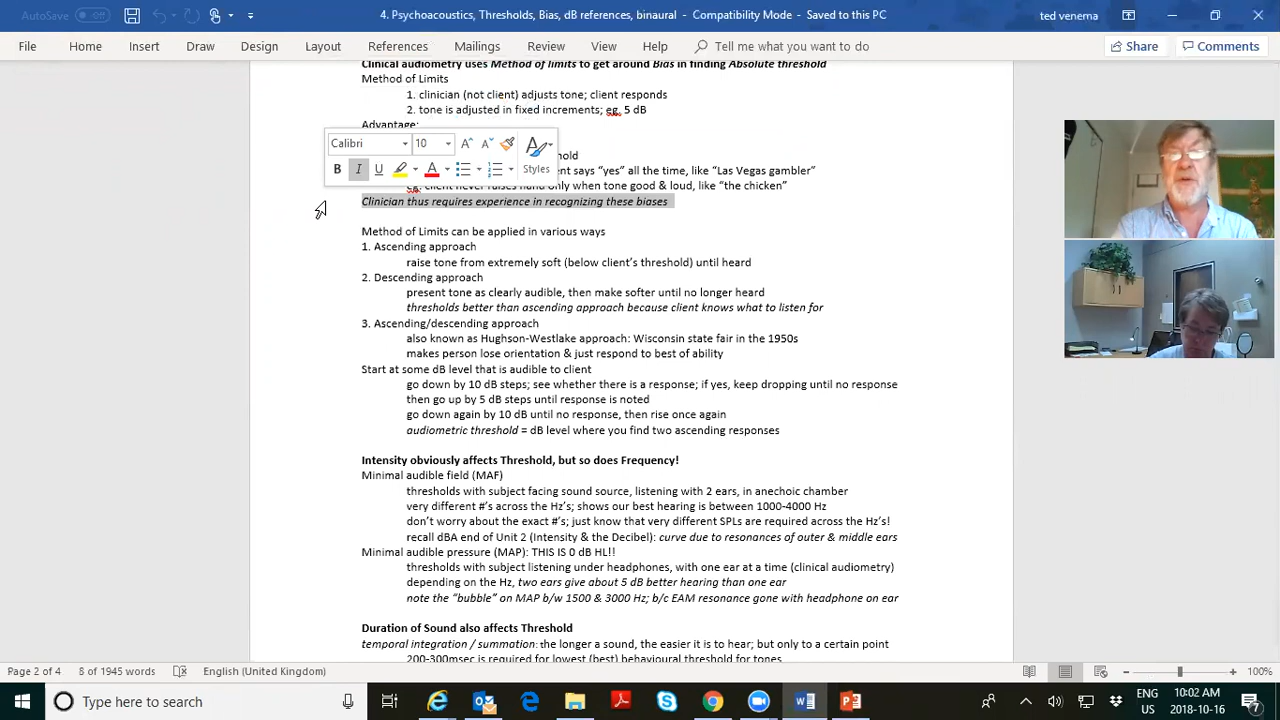 AutoSave Off 4. Psychoacoustics, Thresholds, Bias, dB references, binaural - Compatibility Mode - Saved to this PC ted venema
File Home Insert Draw Design Layout References Mailings Review View Help Tell me what you want to do Share Comments
Clinical audiometry uses Method of limits to get around Bias in finding Absolute threshold
Method of Limits
1. clinician (not client) adjusts tone; client responds
2. tone is adjusted in fixed increments; eg. 5 dB
Advantage:
Calibri 10
hold
says "yes" all the time, like "Las Vegas gambler"
B I U A Styles
eg. client never raises hand only when tone good & loud, like "the chicken"
Clinician thus requires experience in recognizing these biases
Method of Limits can be applied in various ways
1. Ascending approach
raise tone from extremely soft (below client's threshold) until heard
2. Descending approach
present tone as clearly audible, then make softer until no longer heard
thresholds better than ascending approach because client knows what to listen for
3. Ascending/descending approach
also known as Hughson-Westlake approach: Wisconsin state fair in the 1950s
makes person lose orientation & just respond to best of ability
Start at some dB level that is audible to client
go down by 10 dB steps; see whether there is a response; if yes, keep dropping until no response
then go up by 5 dB steps until response is noted
go down again by 10 dB until no response, then rise once again
audiometric threshold = dB level where you find two ascending responses
Intensity obviously affects Threshold, but so does Frequency!
Minimal audible field (MAF)
thresholds with subject facing sound source, listening with 2 ears, in anechoic chamber
very different #'s across the Hz's; shows our best hearing is between 1000-4000 Hz
don't worry about the exact #'s; just know that very different SPLs are required across the Hz's!
recall dBA end of Unit 2 (Intensity & the Decibel): curve due to resonances of outer & middle ears
Minimal audible pressure (MAP): THIS IS 0 dB HL!!
thresholds with subject listening under headphones, with one ear at a time (clinical audiometry)
depending on the Hz, two ears give about 5 dB better hearing than one ear
note the "bubble" on MAP b/w 1500 & 3000 Hz; b/c EAM resonance gone with headphone on ear
Duration of Sound also affects Threshold
temporal integration / summation: the longer a sound, the easier it is to hear; but only to a certain point
200-300msec is required for lowest (best) behavioural threshold for tones
Page 2 of 4 8 of 1945 words English (United Kingdom) 100%
Type here to search ENG 10:02 AM
2018-10-16